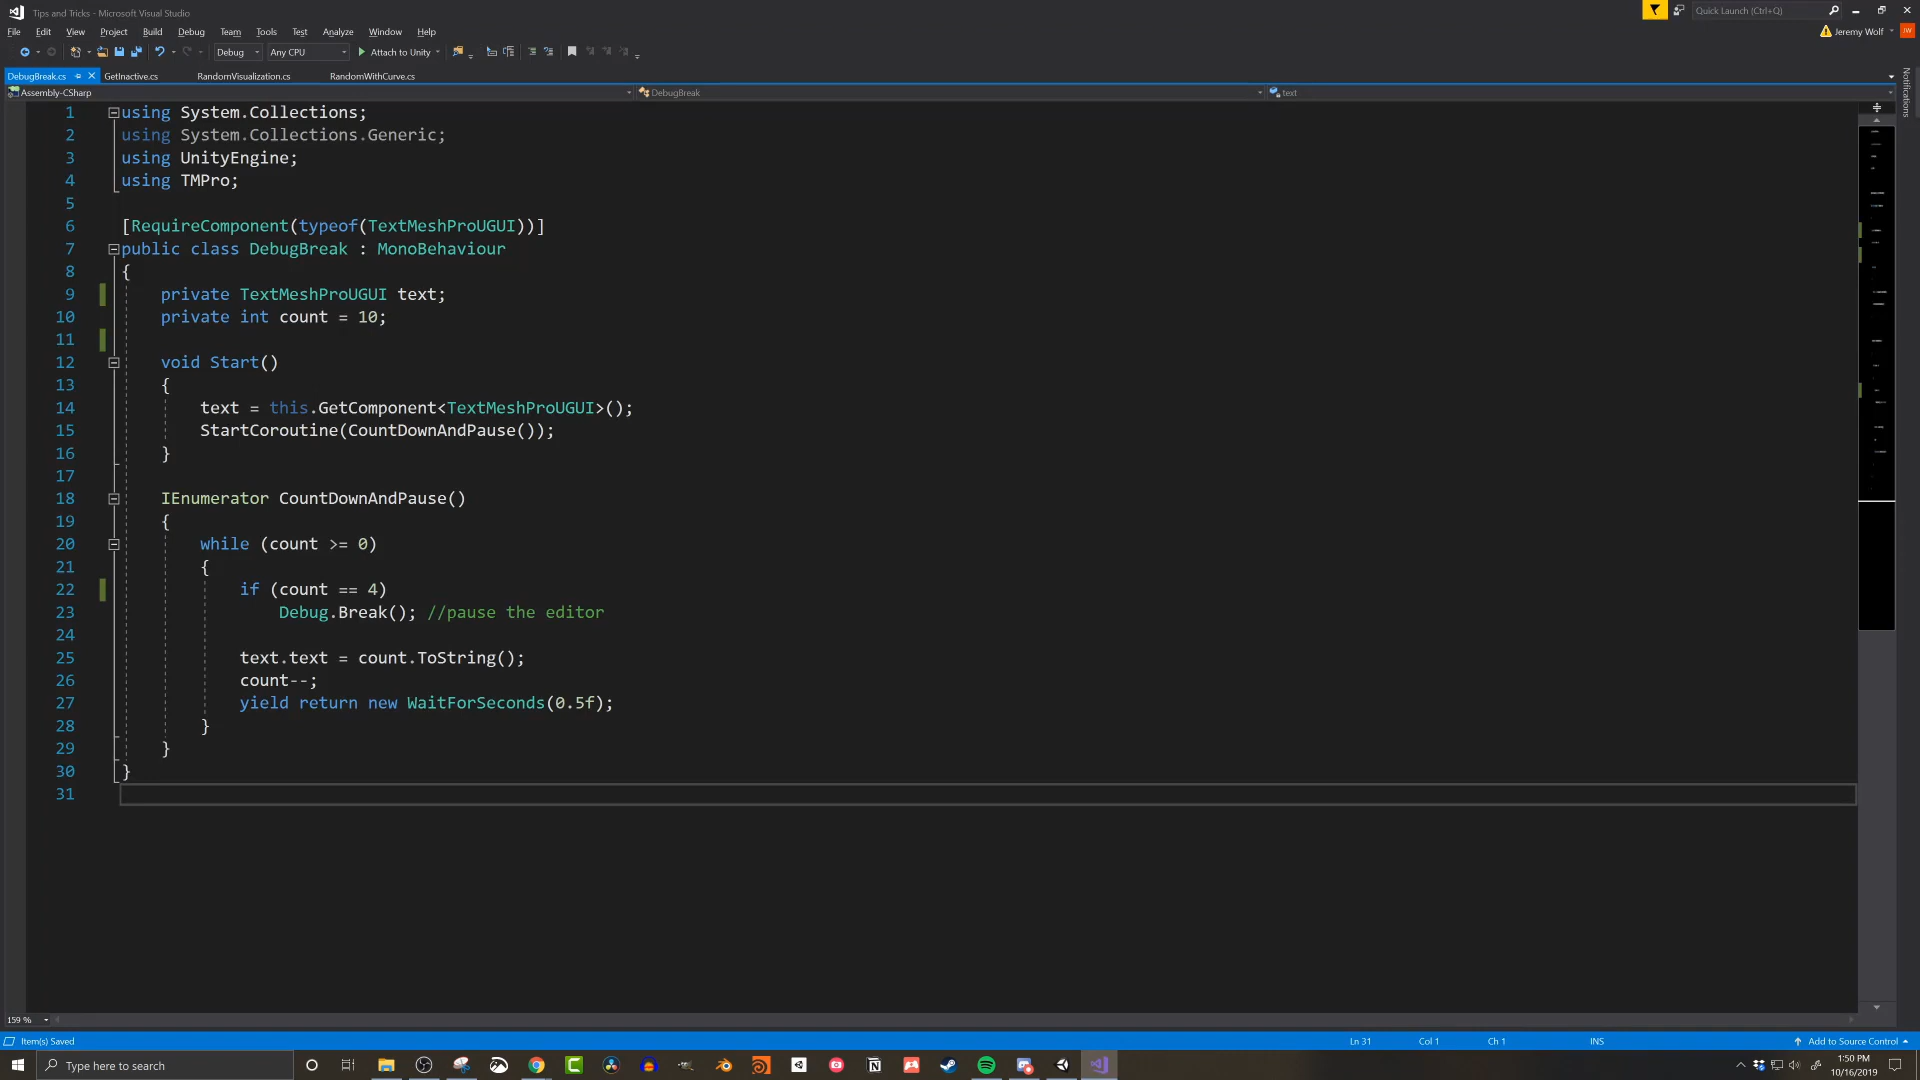 Tips and Tricks - Microsoft Visual Studio
Quick Launch (Ctrl+Q)
File Edit View Project Build Debug Team Tools Test Analyze Window Help
Jeremy Wolf JW
Debug Any CPU Attach to Unity
DebugBreak.cs GetInactive.cs RandomVisualization.cs RandomWithCurve.cs
Notifications
Assembly-CSharp DebugBreak text
1 using System.Collections;
2 using System.Collections.Generic;
3 using UnityEngine;
4 using TMPro;
5
6 [RequireComponent(typeof(TextMeshProUGUI))]
7 public class DebugBreak : MonoBehaviour
8 {
9 private TextMeshProUGUI text;
10 private int count = 10;
11
12 void Start()
13 {
14 text = this.GetComponent<TextMeshProUGUI>();
15 StartCoroutine(CountDownAndPause());
16 }
17
18 IEnumerator CountDownAndPause()
19 {
20 while (count >= 0)
21 {
22 if (count == 4)
23 Debug.Break(); //pause the editor
24
25 text.text = count.ToString();
26 count--;
27 yield return new WaitForSeconds(0.5f);
28 }
29 }
30 }
31
159 %
Item(s) Saved Ln 31 Col 1 Ch 1 INS Add to Source Control
Type here to search
1:50 PM
10/16/2019